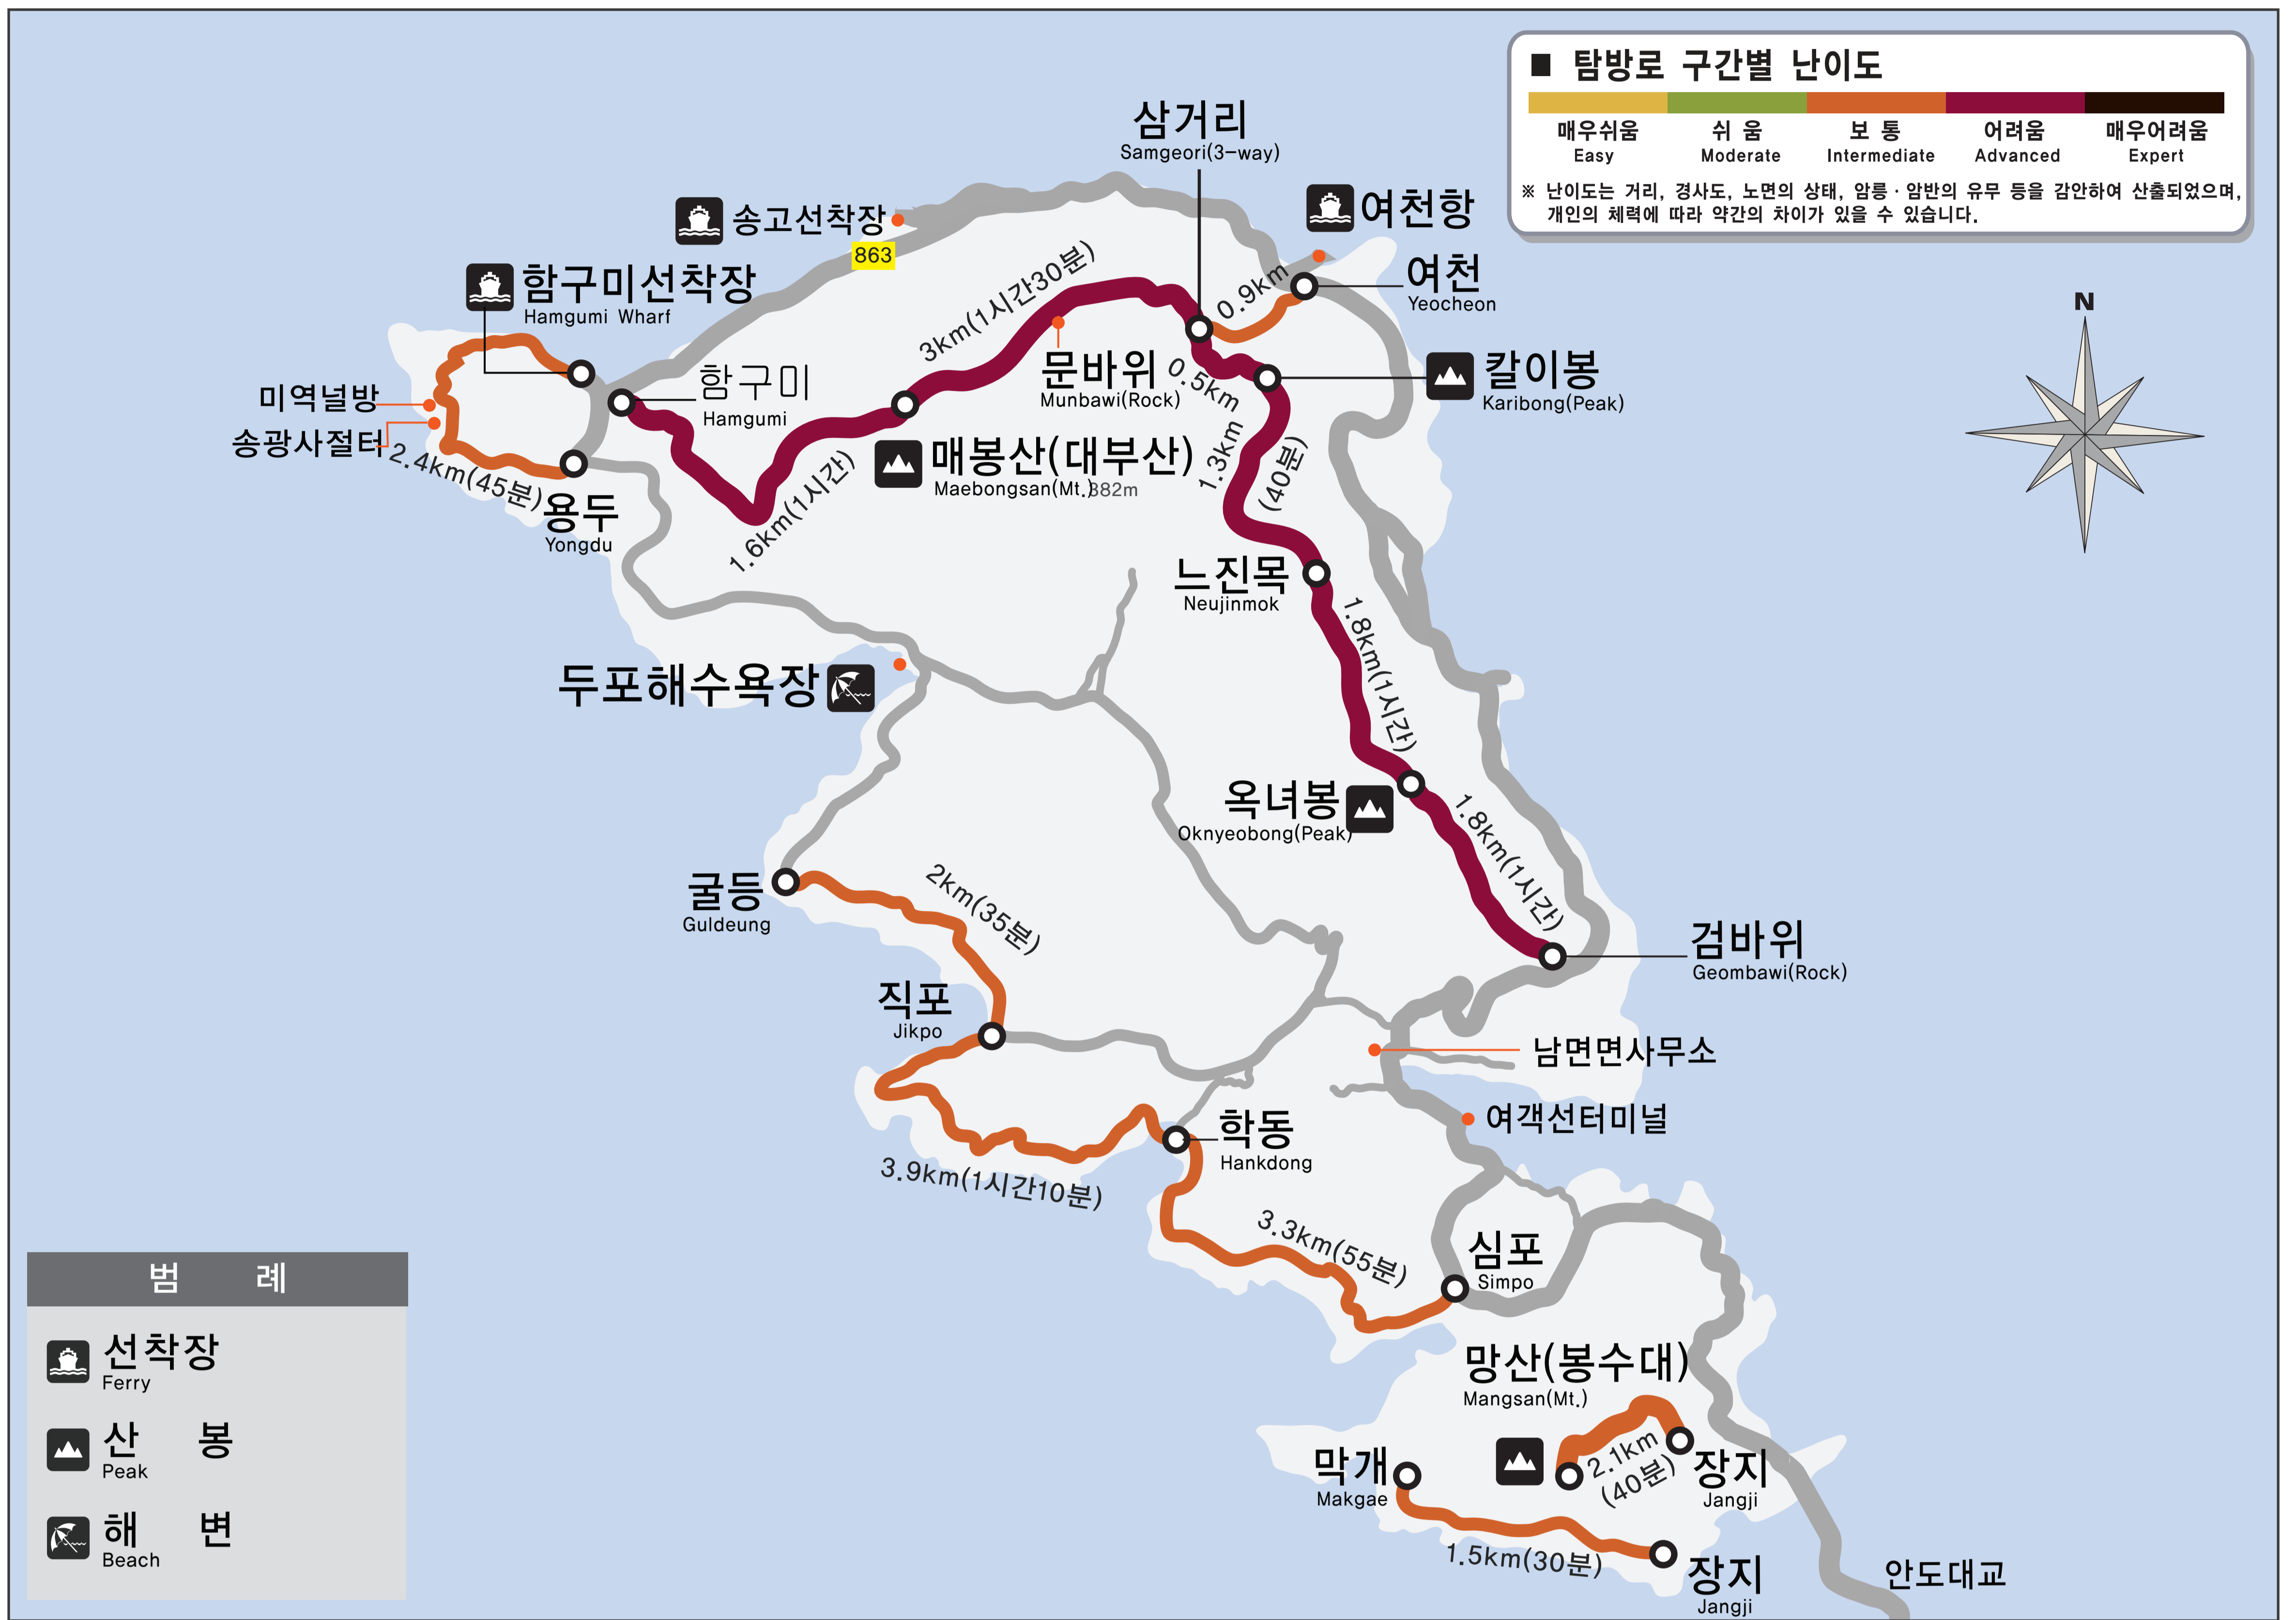 ■ 탐방로 구간별 난이도
매우쉬움 쉬 움 보 통 어려움 매우어려움
Easy Moderate Intermediate Advanced Expert
※ 난이도는 거리, 경사도, 노면의 상태, 암릉 · 암반의 유무 등을 감안하여 산출되었으며,
개인의 체력에 따라 약간의 차이가 있을 수 있습니다.
N
삼거리
Samgeori(3-way)
송고선착장
863
여천항
여천
Yeocheon
0.9km
함구미선착장
Hamgumi Wharf
3km(1시간30분)
문바위
Munbawi(Rock)
0.5km
칼이봉
Karibong(Peak)
미역널방
송광사절터
2.4km(45분)
함구미
Hamgumi
용두
Yongdu
1.6km(1시간)
매봉산(대부산)
Maebongsan(Mt.)382m
1.3km
(40분)
느진목
Neujinmok
1.8km(1시간)
두포해수욕장
옥녀봉
Oknyeobong(Peak)
1.8km(1시간)
굴등
Guldeung
2km(35분)
검바위
Geombawi(Rock)
직포
Jikpo
남면면사무소
여객선터미널
학동
Hankdong
3.9km(1시간10분)
3.3km(55분)
심포
Simpo
망산(봉수대)
Mangsan(Mt.)
2.1km
(40분)
장지
Jangji
막개
Makgae
1.5km(30분)
장지
Jangji
안도대교
범 례
선착장
Ferry
산 봉
Peak
해 변
Beach